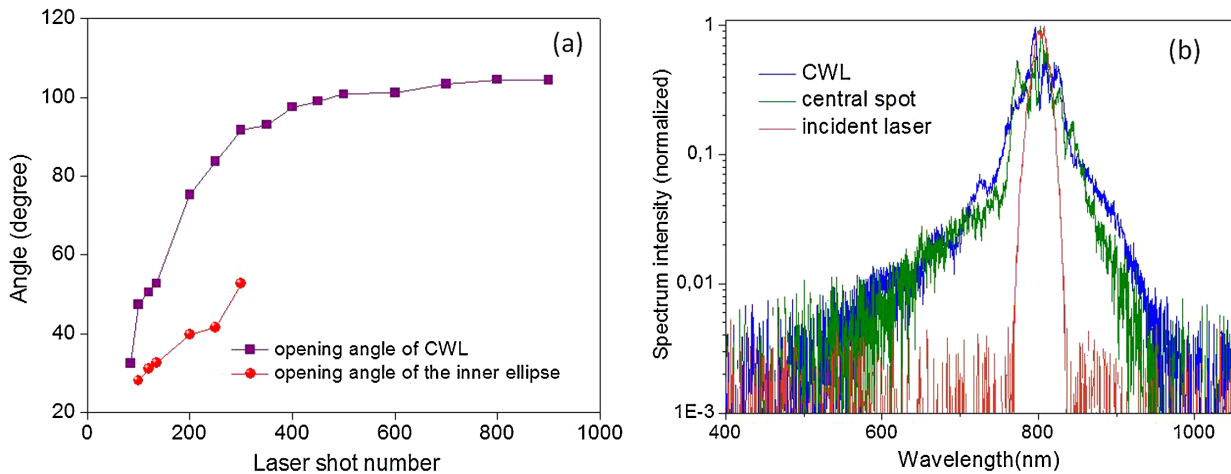 (a)
120
100
80
60
40
20
Angle (degree)
opening angle of CWL
opening angle of the inner ellipse
0
200
400
600
800
1000
Laser shot number
(b)
1
0,1
0,01
1E-3
Spectrum intensity (normalized)
CWL
central spot
incident laser
400
600
800
1000
Wavelength(nm)